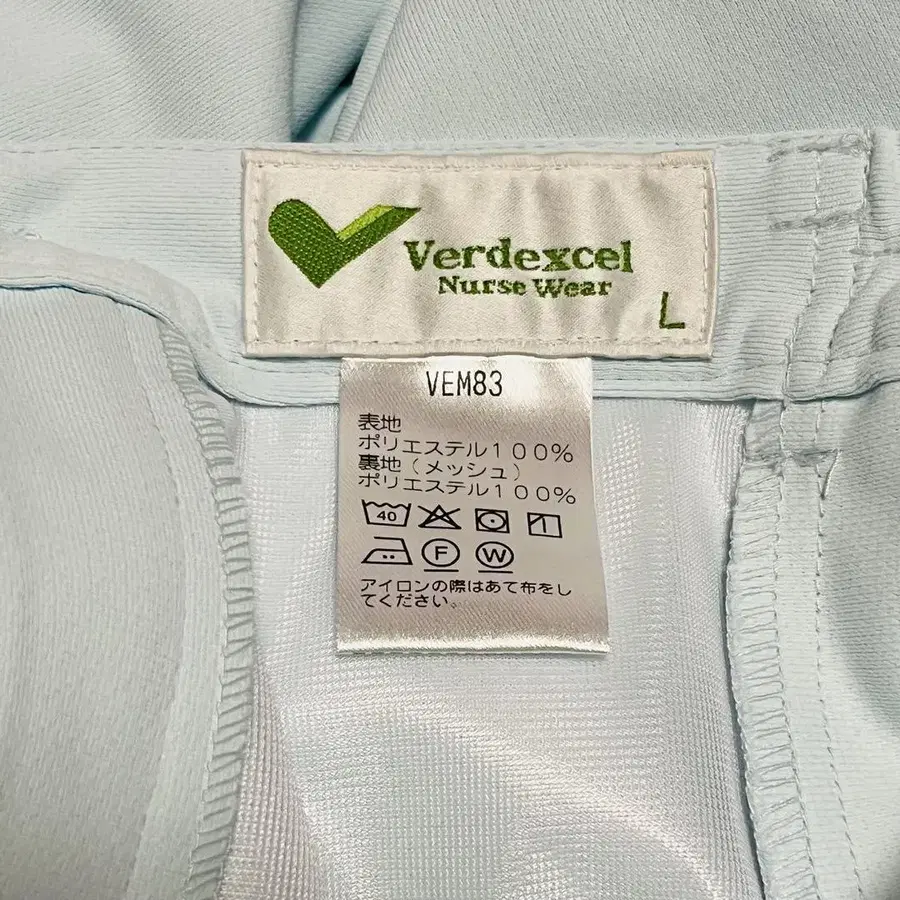 Verdexcel
Nurse Wear
L
VEM83
表地
ポリエステル100%
裏地(メッシュ)
ポリエステル100%
40
F W
アイロンの際はあて布をし
てください。